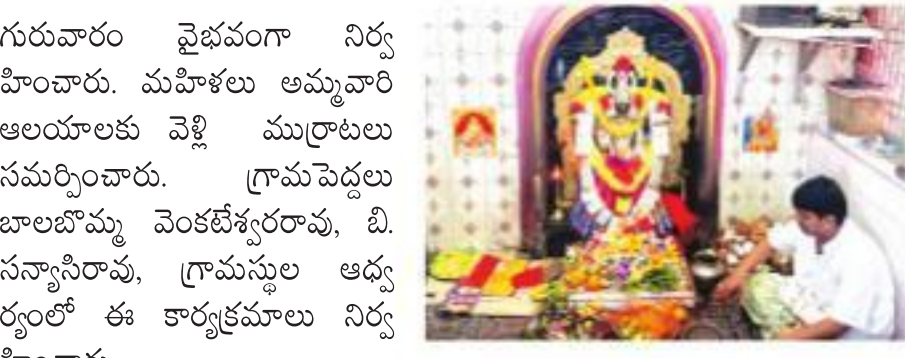 గురువారం వైభవంగా నిర్వ
హించారు. మహిళలు అమ్మవారి
ఆలయాలకు వెళ్లి ముర్రాటలు
సమర్పించారు. గ్రామపెద్దలు
బాలబొమ్మ వెంకటేశ్వరరావు, బి.
సన్యాసిరావు, గ్రామస్థుల ఆధ్వ
ర్యంలో ఈ కార్యక్రమాలు నిర్వ